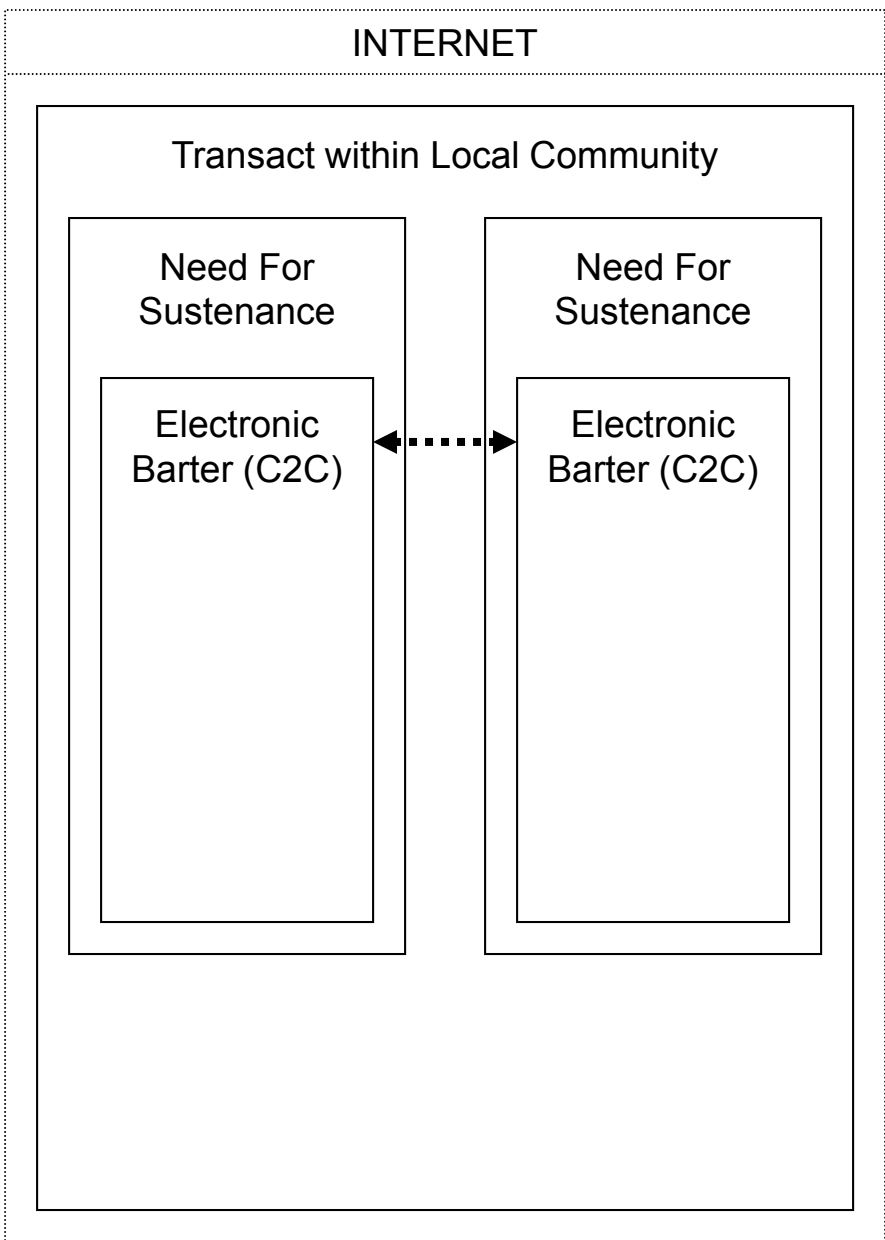 INTERNET
Transact within Local Community
Need For
Sustenance
Electronic
Barter (C2C)
Need For
Sustenance
Electronic
Barter (C2C)